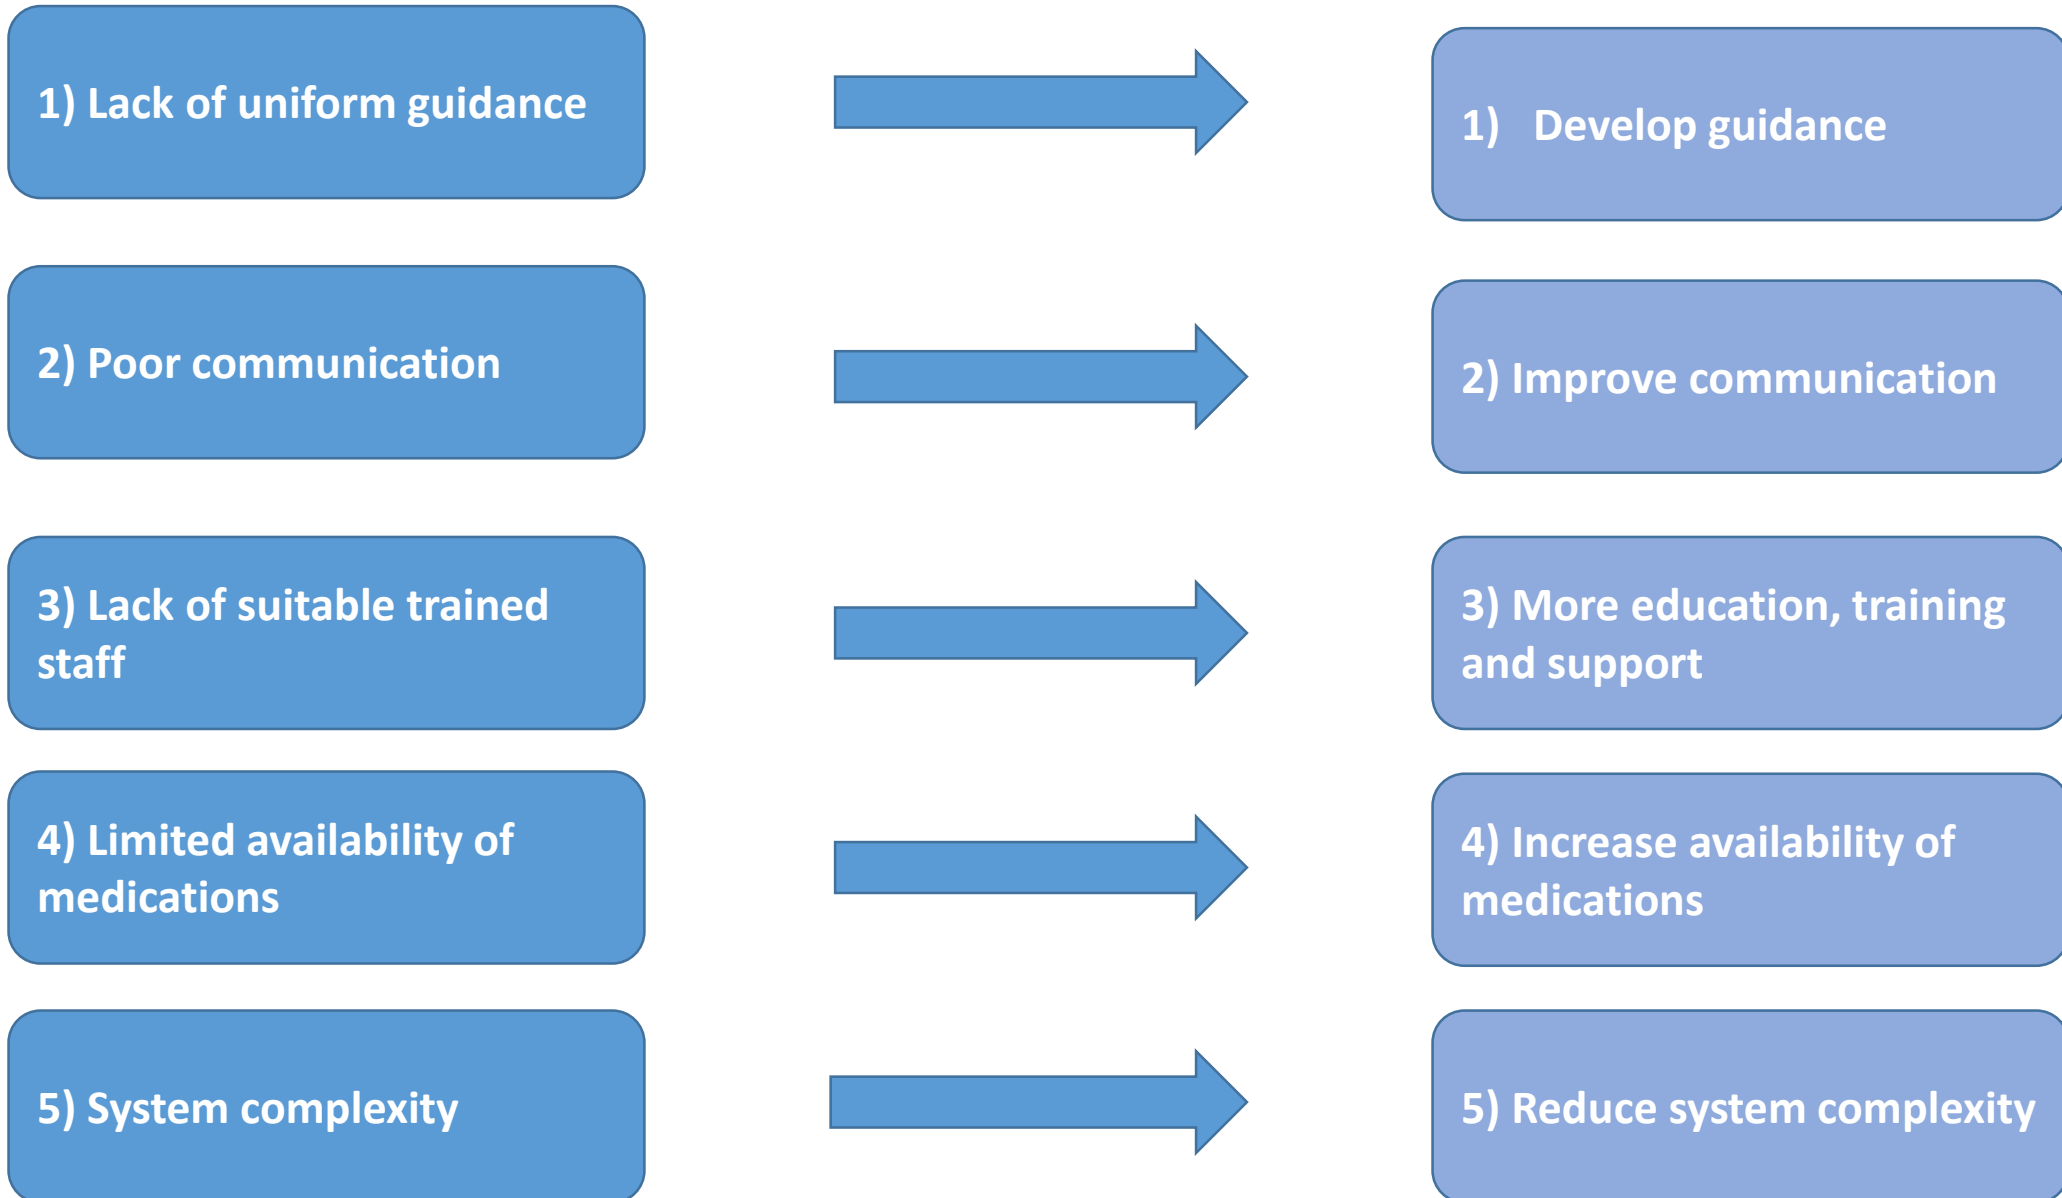 1) Lack of uniform guidance
1) Develop guidance
2) Poor communication
2) Improve communication
3) Lack of suitable trained
staff
3) More education, training
and support
4) Limited availability of
medications
4) Increase availability of
medications
5) System complexity
5) Reduce system complexity